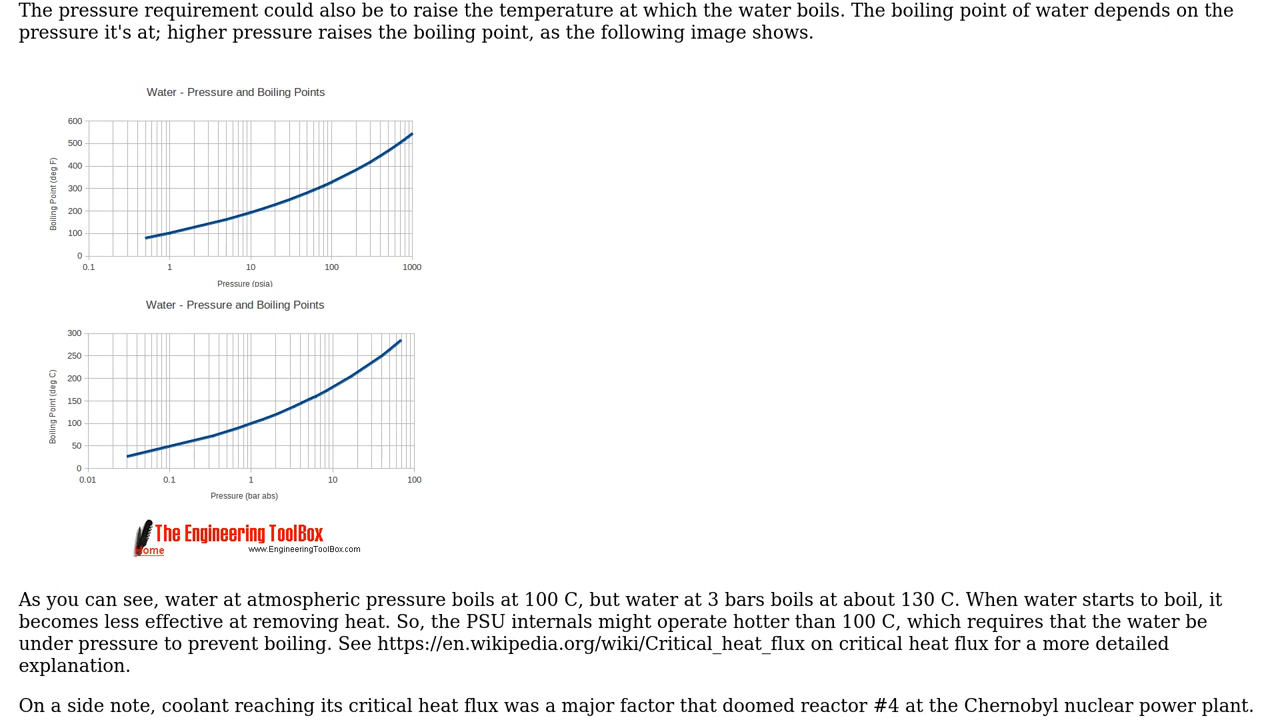 The pressure requirement could also be to raise the temperature at which the water boils. The boiling point of water depends on the
pressure it's at; higher pressure raises the boiling point, as the following image shows.
Water - Pressure and Boiling Points
600
500
400
300
200
100
0
Boiling Point (deg F)
0.1 1 10 100 1000
Pressure (psia)
Water - Pressure and Boiling Points
300
250
200
150
100
50
0
Boiling Point (deg C)
0.01 0.1 1 10 100
Pressure (bar abs)
The Engineering ToolBox
Home
www.EngineeringToolBox.com
As you can see, water at atmospheric pressure boils at 100 C, but water at 3 bars boils at about 130 C. When water starts to boil, it
becomes less effective at removing heat. So, the PSU internals might operate hotter than 100 C, which requires that the water be
under pressure to prevent boiling. See https://en.wikipedia.org/wiki/Critical_heat_flux on critical heat flux for a more detailed
explanation.
On a side note, coolant reaching its critical heat flux was a major factor that doomed reactor #4 at the Chernobyl nuclear power plant.